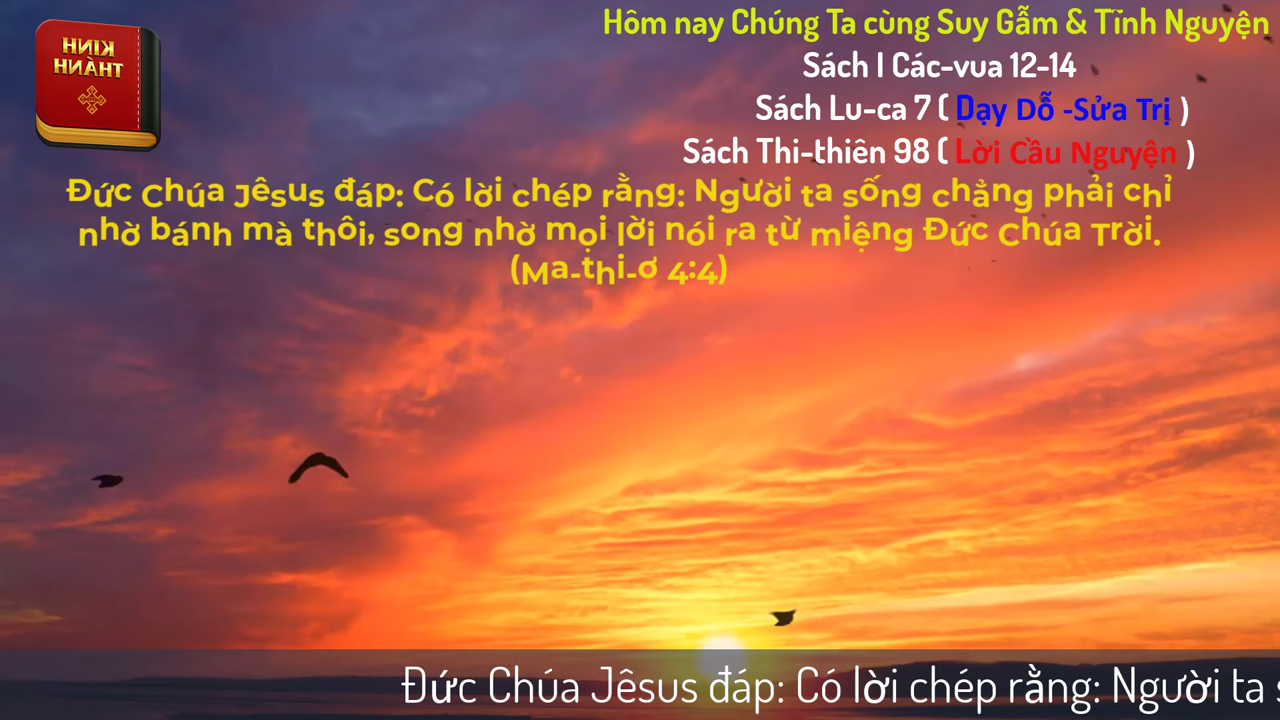 KINH
THÀNH
Hôm nay Chúng Ta cùng Suy Gẫm & Tĩnh Nguyện
Sách I Các-vua 12-14
Sách Lu-ca 7 ( Dạy Dỗ -Sửa Trị )
Sách Thi-thiên 98 ( Lời Cầu Nguyện )
Đức Chúa Jêsus đáp: Có lời chép rằng: Người ta sống chẳng phải chỉ
nhờ bánh mà thôi, song nhờ mọi lời nói ra từ miệng Đức Chúa Trời.
(Ma-thi-ơ 4:4)
Đức Chúa Jêsus đáp: Có lời chép rằng: Người ta